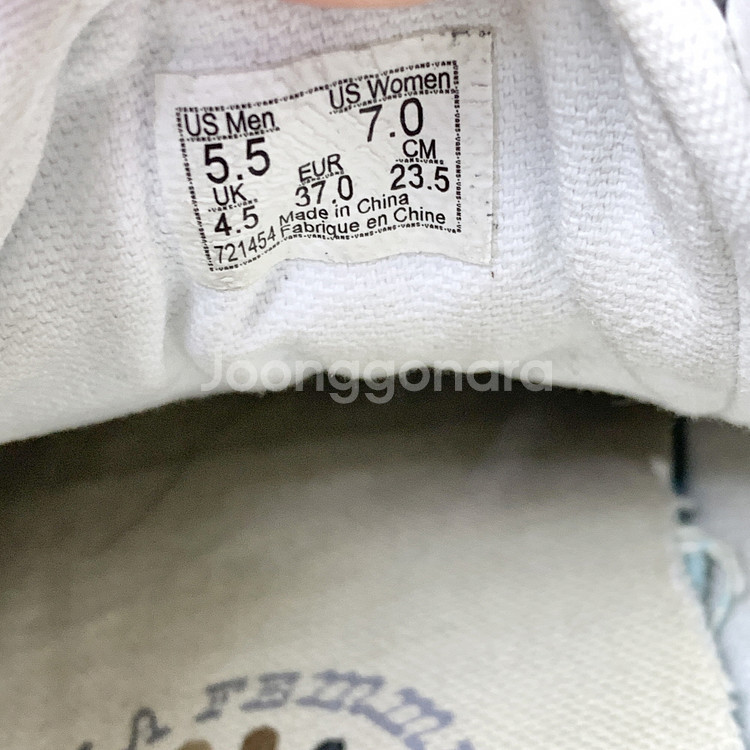 US Men US Women
5.5 7.0
UK EUR CM
4.5 37.0 23.5
Made in China
721454 Fabrique en Chine
Joonggonara
FEMM